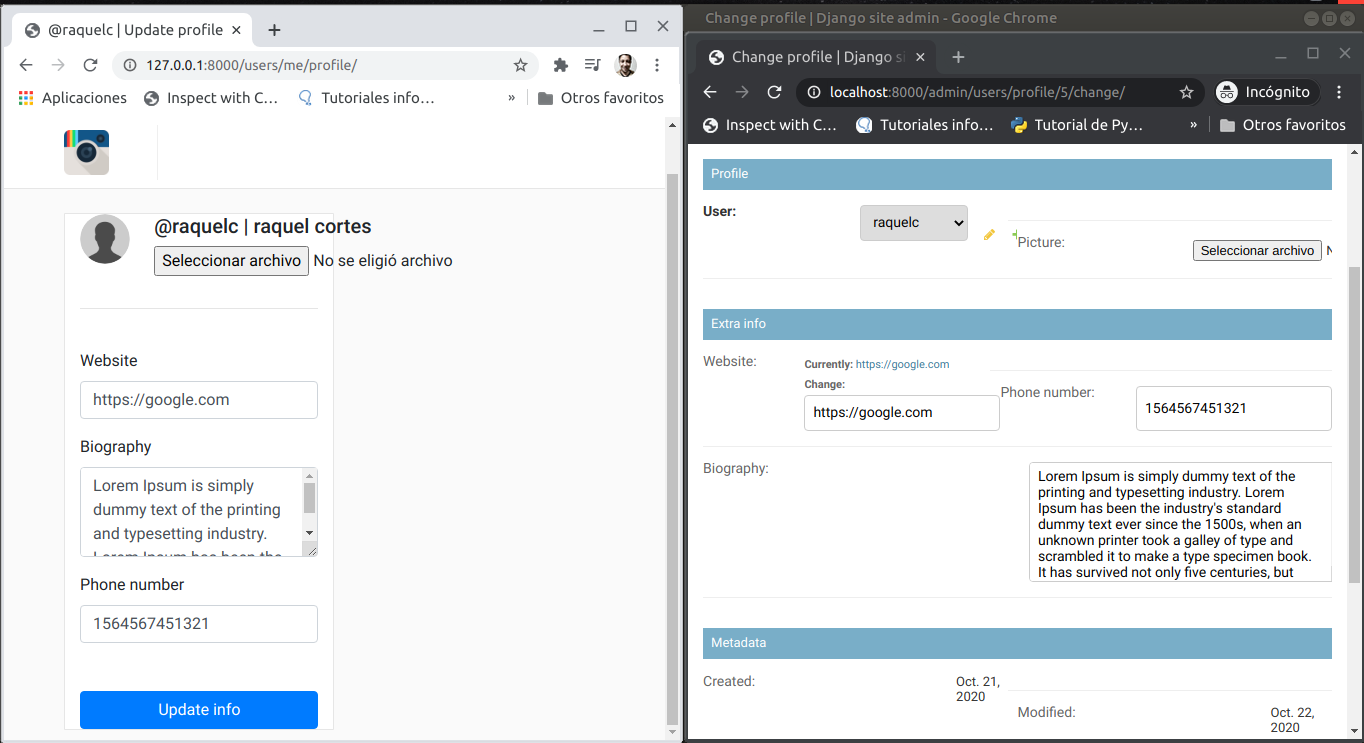 @raquelc | Update profile
127.0.0.1:8000/users/me/profile/
Aplicaciones Inspect with C… Tutoriales info… » Otros favoritos
@raquelc | raquel cortes
Seleccionar archivo No se eligió archivo
Website
https://google.com
Biography
Lorem Ipsum is simply
dummy text of the printing
and typesetting industry.
Lorem Ipsum has been the
Phone number
1564567451321
Update info
Change profile | Django site admin - Google Chrome
Change profile | Django si
localhost:8000/admin/users/profile/5/change/ Incógnito
Inspect with C… Tutoriales info… Tutorial de Py… » Otros favoritos
Profile
User: raquelc
Picture: Seleccionar archivo N
Extra info
Website: Currently: https://google.com
Change:
https://google.com
Phone number: 1564567451321
Biography:
Lorem Ipsum is simply dummy text of the
printing and typesetting industry. Lorem
Ipsum has been the industry's standard
dummy text ever since the 1500s, when an
unknown printer took a galley of type and
scrambled it to make a type specimen book.
It has survived not only five centuries, but
Metadata
Created: Oct. 21,
2020
Modified: Oct. 22,
2020